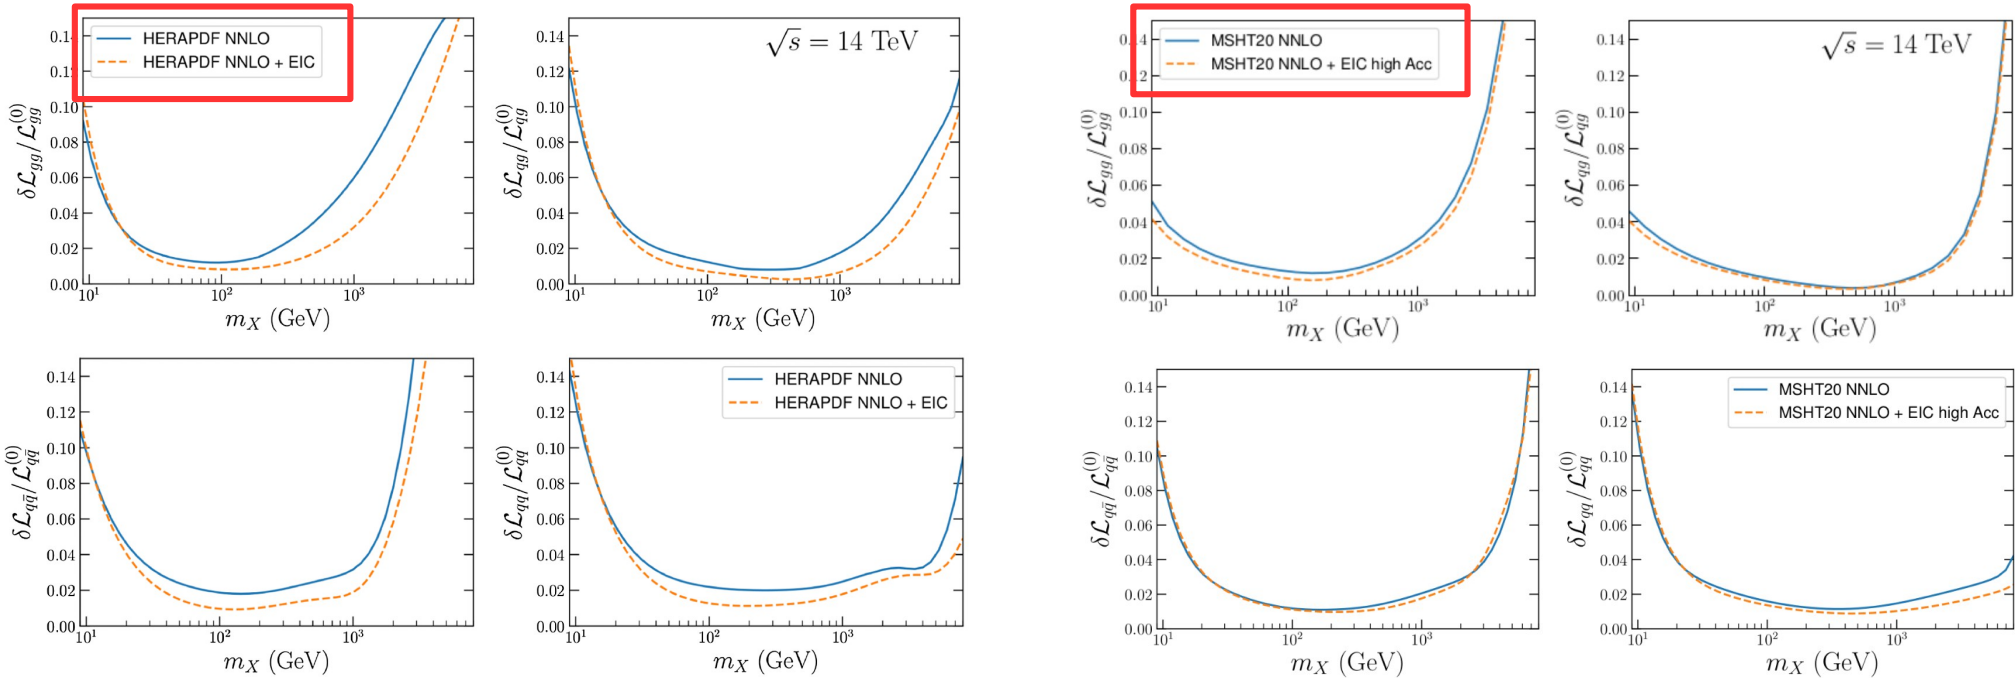 HERAPDF NNLO
HERAPDF NNLO + EIC
0.1
0.1
0.10
0.08
0.06
0.04
0.02
0.00
δℒ_gg/ℒ_gg^(0)
10¹ 10² 10³
m_X (GeV)
√s = 14 TeV
0.14
0.12
0.10
0.08
0.06
0.04
0.02
0.00
δℒ_qg/ℒ_qg^(0)
10¹ 10² 10³
m_X (GeV)
MSHT20 NNLO
MSHT20 NNLO + EIC high Acc
0.14
0.12
0.10
0.08
0.06
0.04
0.02
0.00
δℒ_gg/ℒ_gg^(0)
10¹ 10² 10³
m_X (GeV)
√s = 14 TeV
0.14
0.12
0.10
0.08
0.06
0.04
0.02
0.00
δℒ_qg/ℒ_qg^(0)
10¹ 10² 10³
m_X (GeV)
0.14
0.12
0.10
0.08
0.06
0.04
0.02
0.00
δℒ_qq̄/ℒ_qq̄^(0)
10¹ 10² 10³
m_X (GeV)
HERAPDF NNLO
HERAPDF NNLO + EIC
0.14
0.12
0.10
0.08
0.06
0.04
0.02
0.00
δℒ_qq/ℒ_qq^(0)
10¹ 10² 10³
m_X (GeV)
0.14
0.12
0.10
0.08
0.06
0.04
0.02
0.00
δℒ_qq̄/ℒ_qq̄^(0)
10¹ 10² 10³
m_X (GeV)
MSHT20 NNLO
MSHT20 NNLO + EIC high Acc
0.14
0.12
0.10
0.08
0.06
0.04
0.02
0.00
δℒ_qq/ℒ_qq^(0)
10¹ 10² 10³
m_X (GeV)